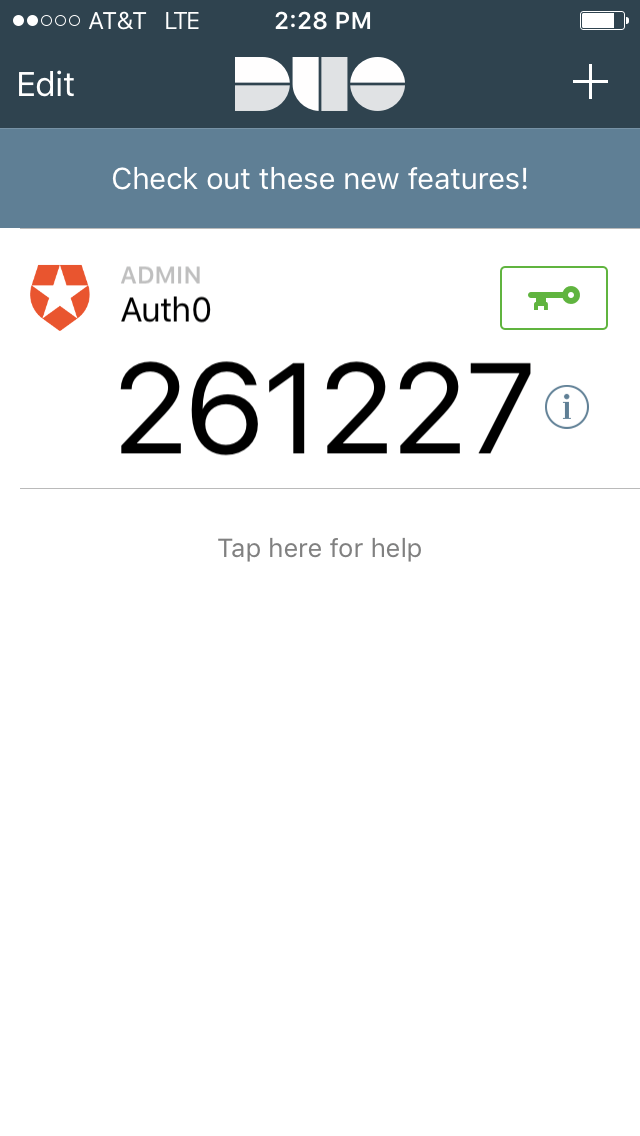 AT&T LTE 2:28 PM
Edit DUO +
Check out these new features!
ADMIN
Auth0
261227 i
Tap here for help